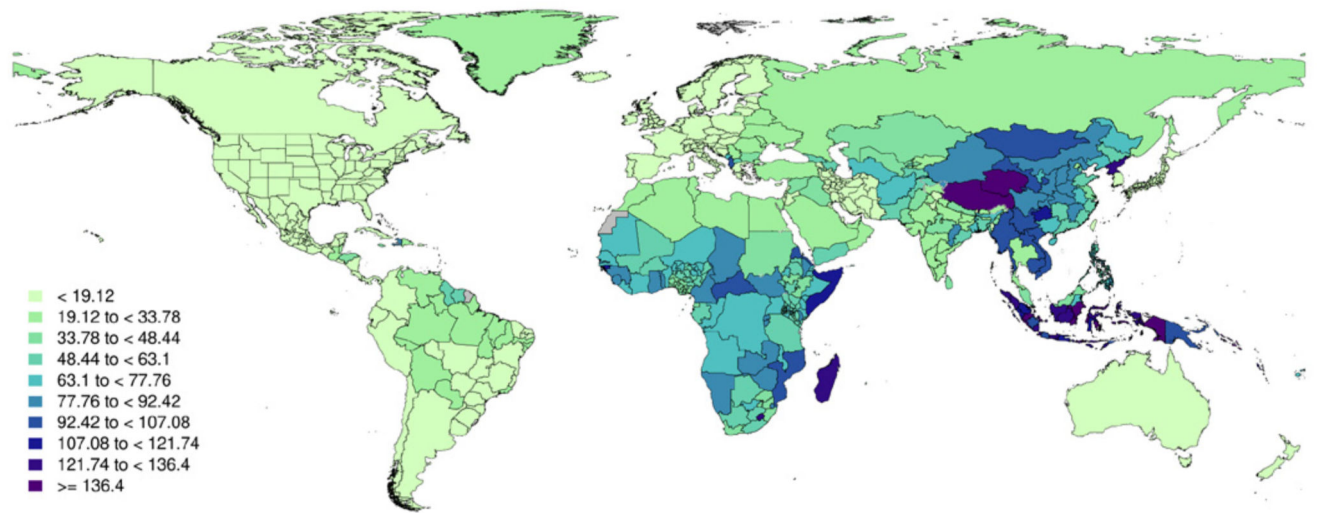 < 19.12
19.12 to < 33.78
33.78 to < 48.44
48.44 to < 63.1
63.1 to < 77.76
77.76 to < 92.42
92.42 to < 107.08
107.08 to < 121.74
121.74 to < 136.4
>= 136.4